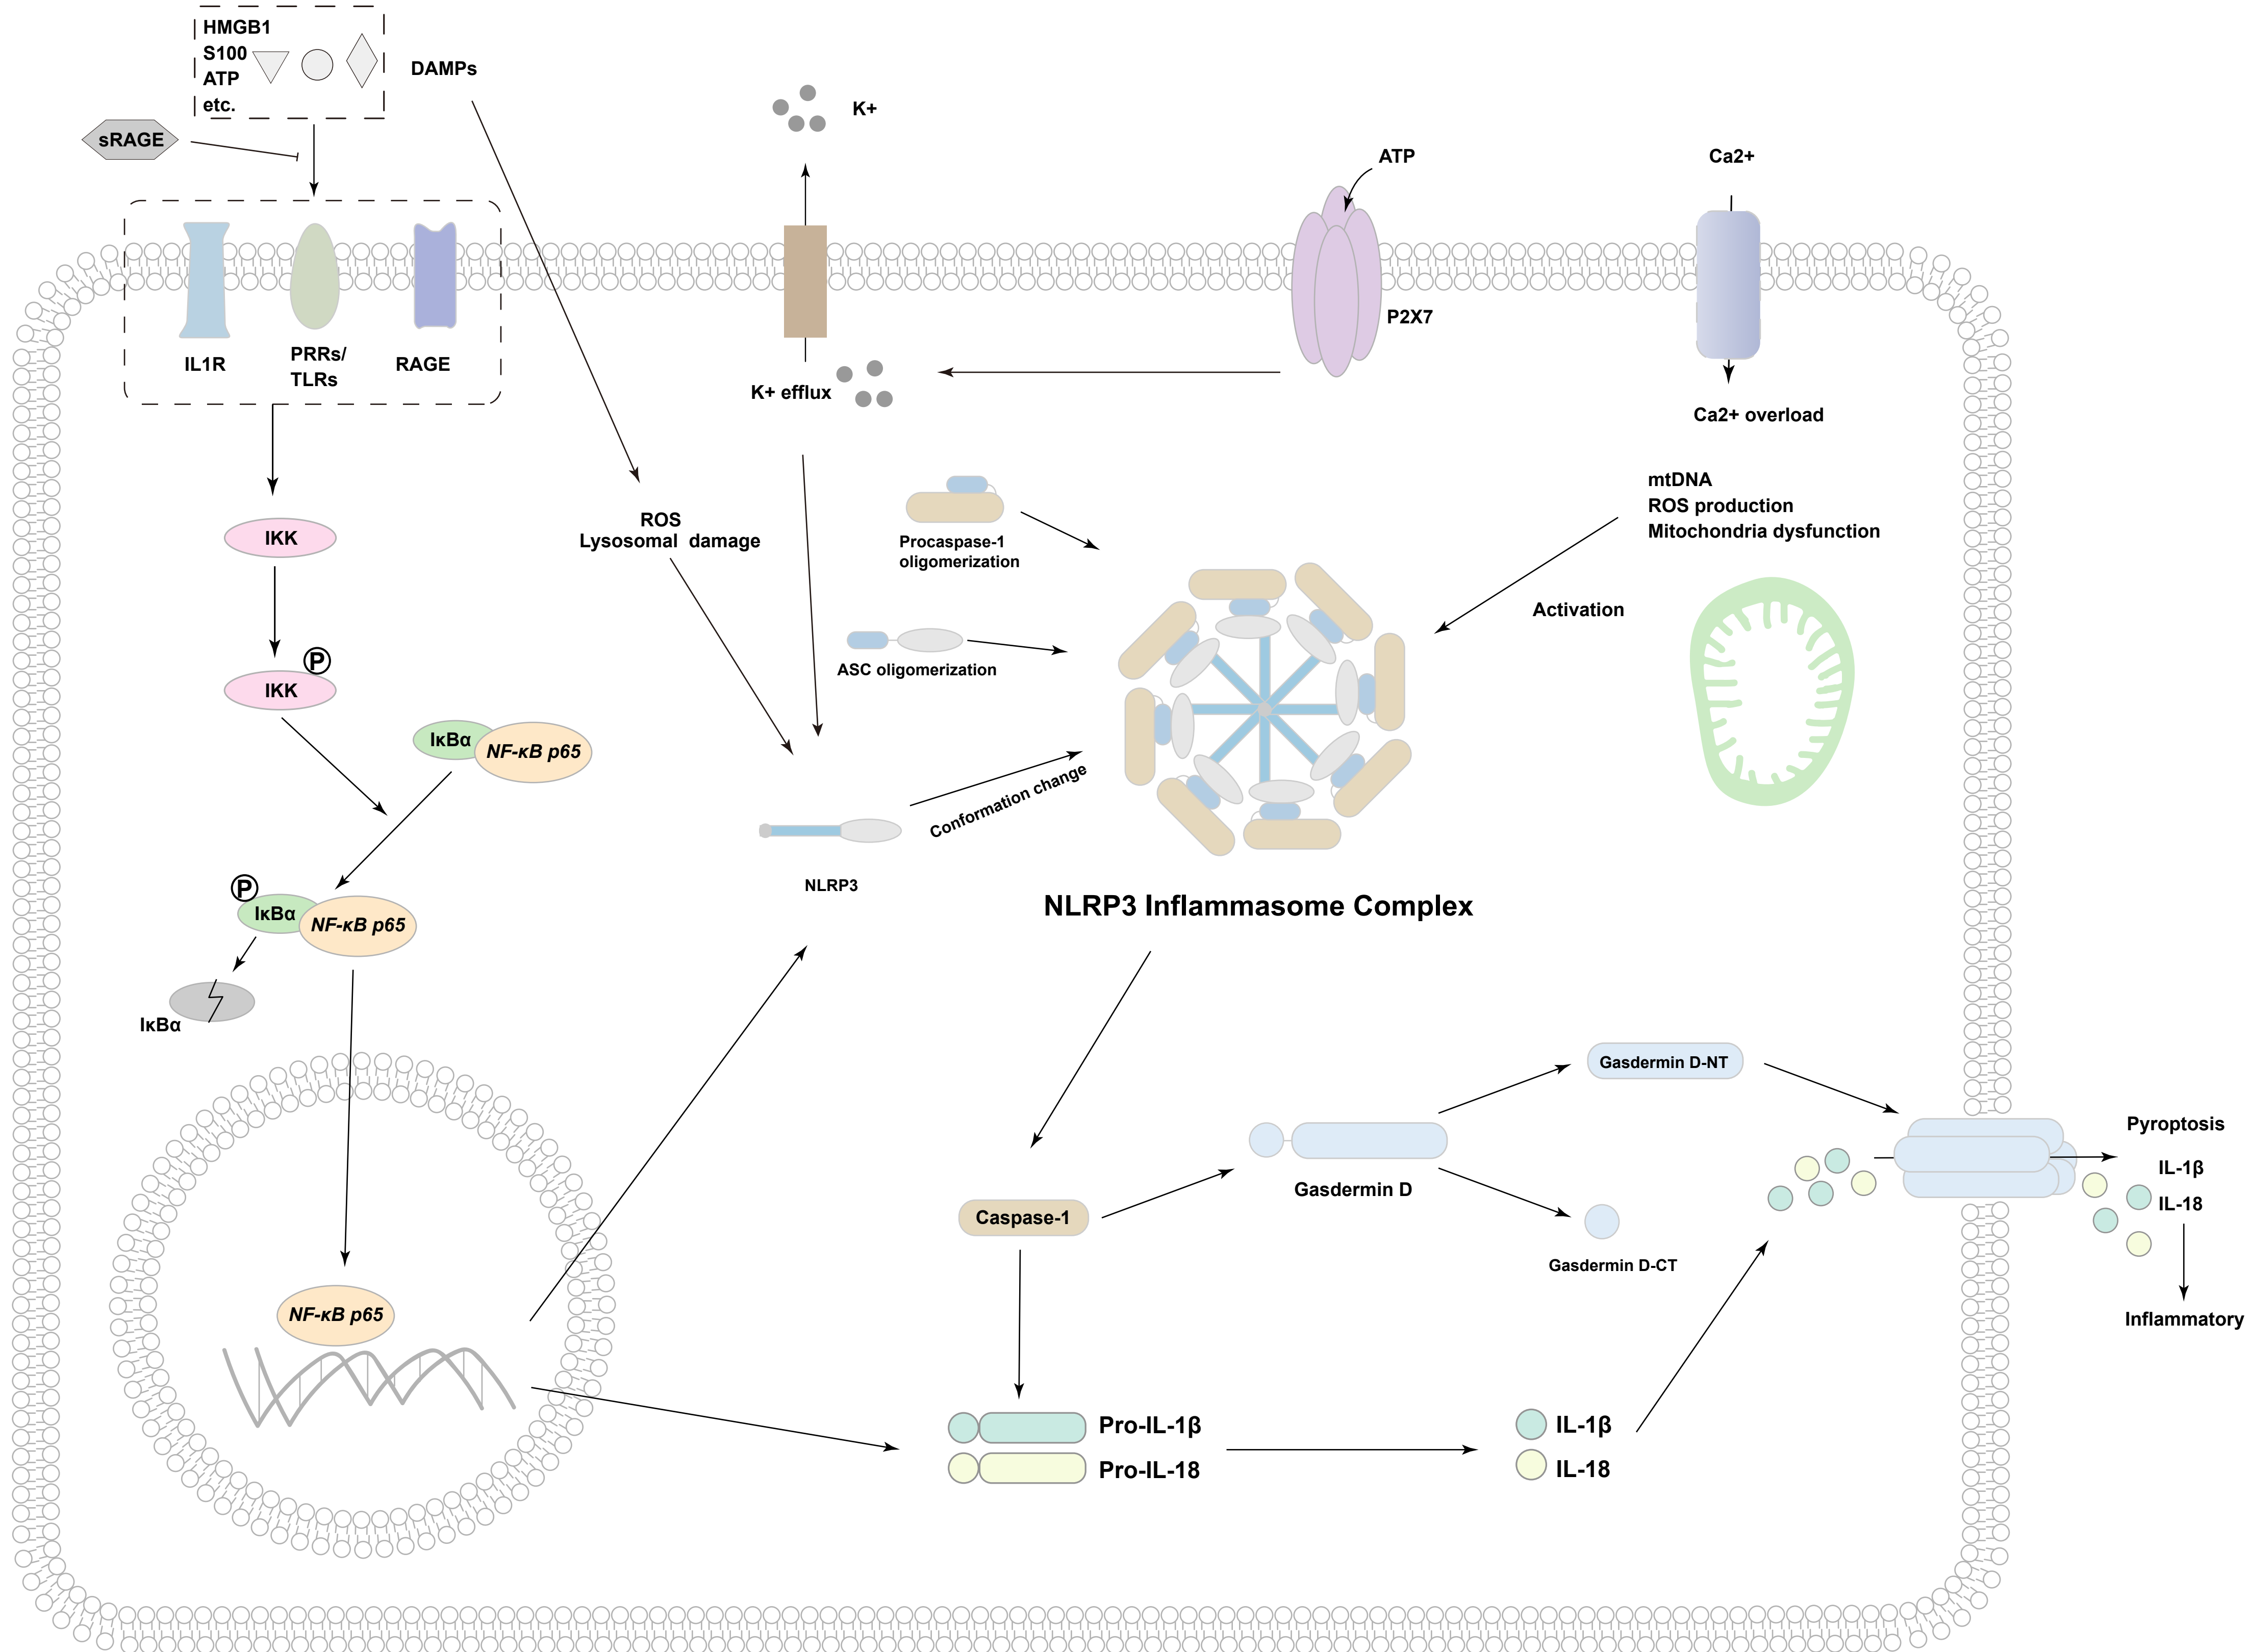 HMGB1
S100
ATP
etc.
DAMPs
sRAGE
K+
ATP
Ca2+
P2X7
IL1R
PRRs/
TLRs
RAGE
K+ efflux
Ca2+ overload
mtDNA
ROS production
Mitochondria dysfunction
IKK
ROS
Lysosomal damage
Procaspase-1
oligomerization
Activation
P
IKK
ASC oligomerization
IκBα
NF-κB p65
Conformation change
NLRP3
P
IκBα
NF-κB p65
NLRP3 Inflammasome Complex
IκBα
Gasdermin D-NT
Pyroptosis
IL-1β
IL-18
Gasdermin D
Caspase-1
Gasdermin D-CT
NF-κB p65
Inflammatory
Pro-IL-1β
Pro-IL-18
IL-1β
IL-18